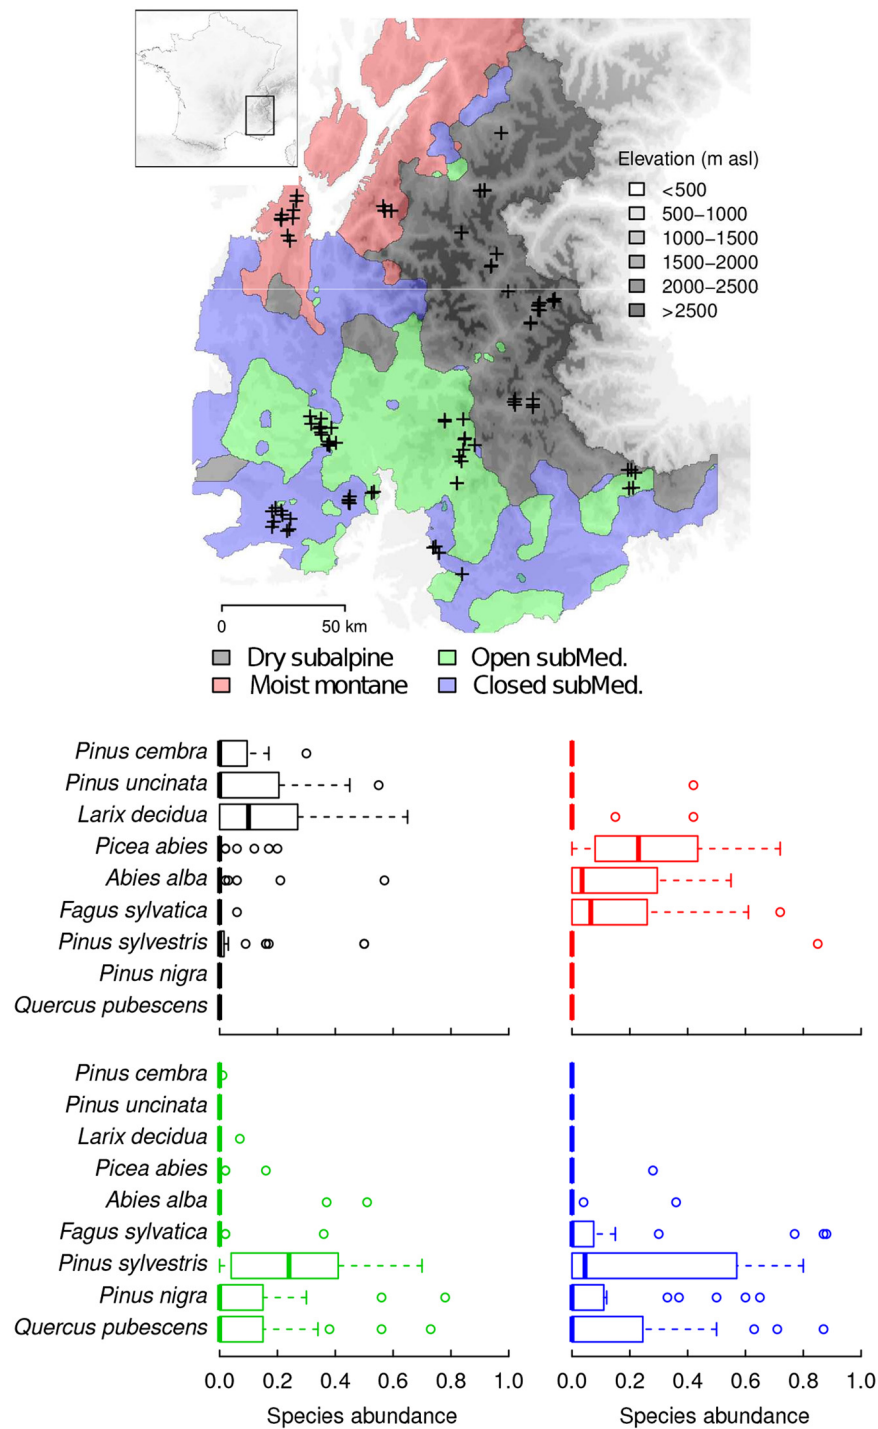 Elevation (m asl)
<500
500–1000
1000–1500
1500–2000
2000–2500
>2500
0 50 km
Dry subalpine Open subMed.
Moist montane Closed subMed.
Pinus cembra
Pinus uncinata
Larix decidua
Picea abies
Abies alba
Fagus sylvatica
Pinus sylvestris
Pinus nigra
Quercus pubescens
Pinus cembra
Pinus uncinata
Larix decidua
Picea abies
Abies alba
Fagus sylvatica
Pinus sylvestris
Pinus nigra
Quercus pubescens
0.0 0.2 0.4 0.6 0.8 1.0 0.0 0.2 0.4 0.6 0.8 1.0
Species abundance Species abundance